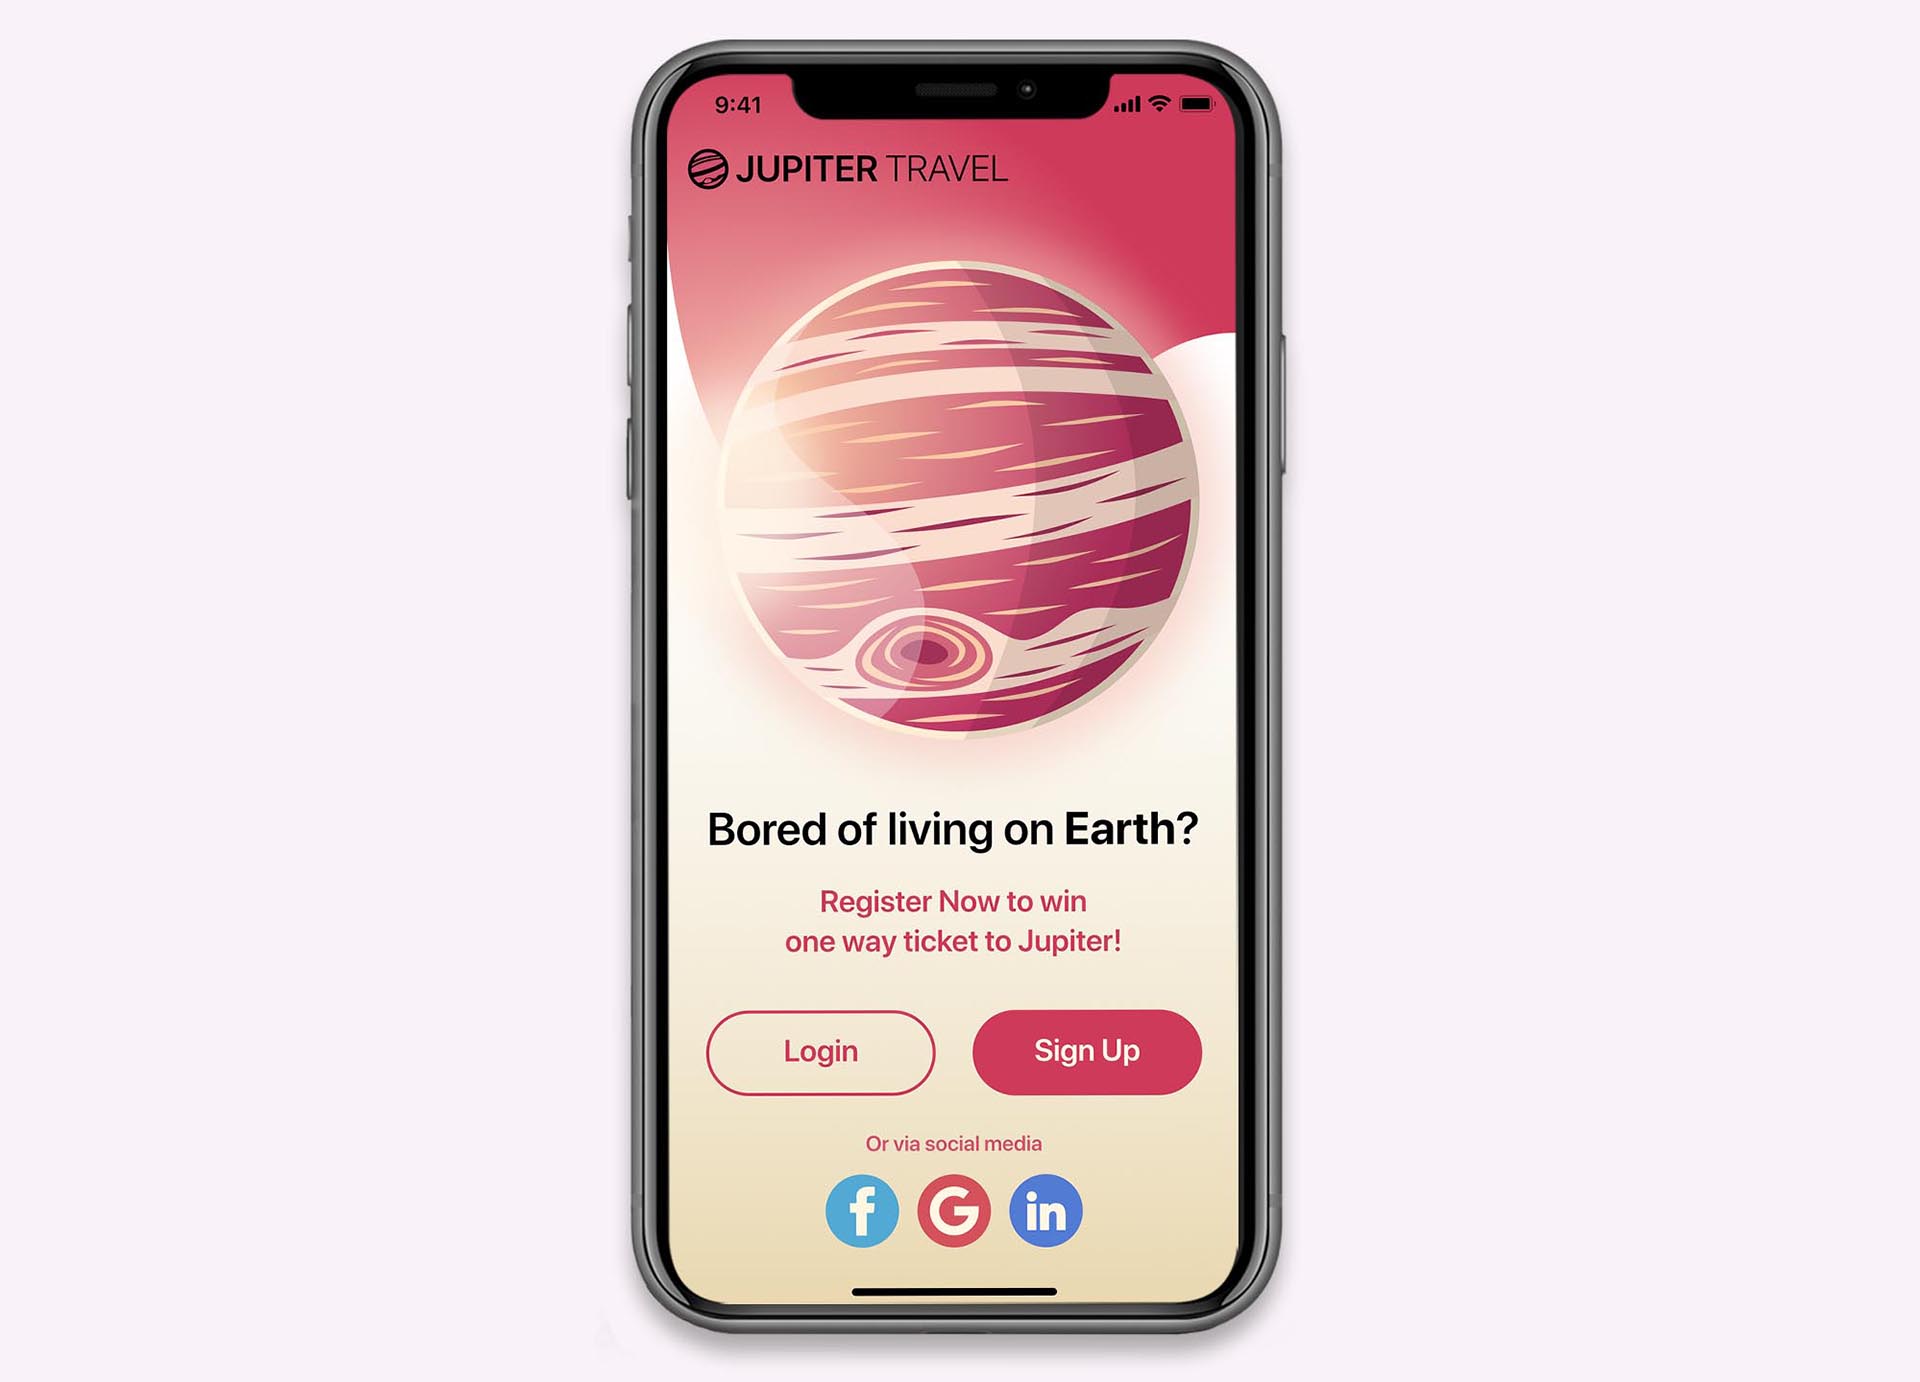 9:41
JUPITER TRAVEL
Bored of living on Earth?
Register Now to win
one way ticket to Jupiter!
Login
Sign Up
Or via social media
f
G
in